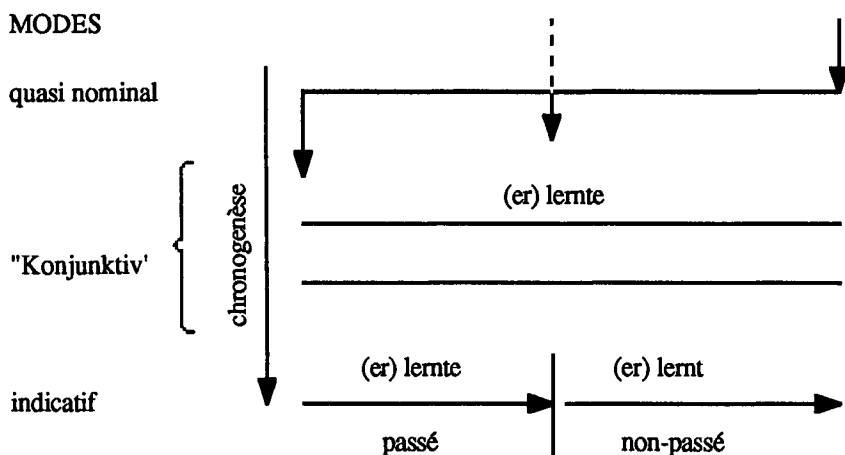 MODES
quasi nominal
(er) lernte
chronogenèse
"Konjunktiv'
(er) lernte
(er) lernt
indicatif
passé
non-passé